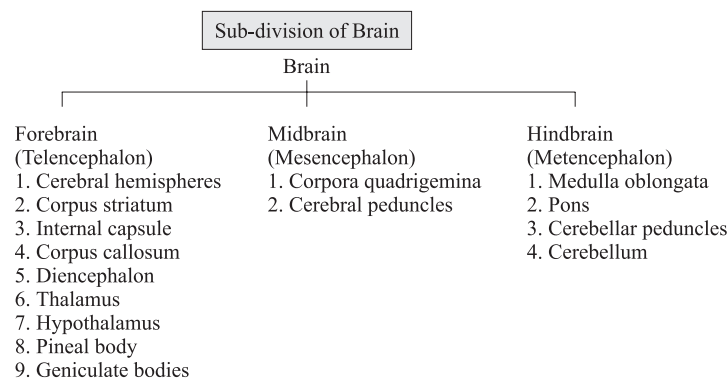 Sub-division of Brain
Brain
Forebrain
(Telencephalon)
1. Cerebral hemispheres
2. Corpus striatum
3. Internal capsule
4. Corpus callosum
5. Diencephalon
6. Thalamus
7. Hypothalamus
8. Pineal body
9. Geniculate bodies
Midbrain
(Mesencephalon)
1. Corpora quadrigemina
2. Cerebral peduncles
Hindbrain
(Metencephalon)
1. Medulla oblongata
2. Pons
3. Cerebellar peduncles
4. Cerebellum